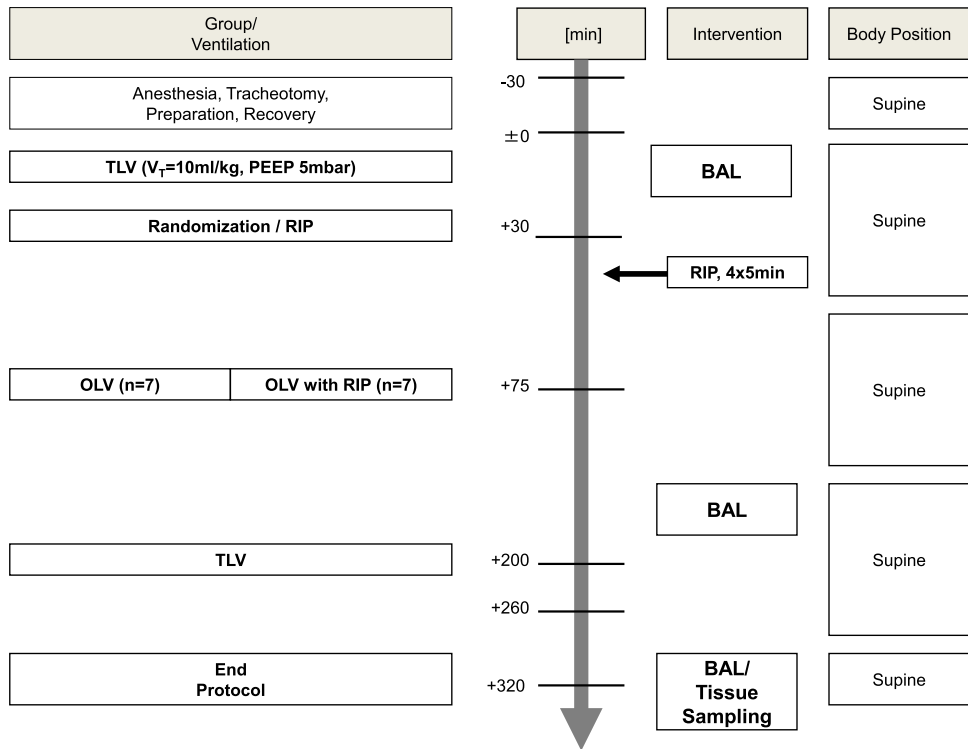 Group/
Ventilation
[min]
Intervention
Body Position
-30
Anesthesia, Tracheotomy,
Preparation, Recovery
Supine
±0
TLV (VT=10ml/kg, PEEP 5mbar)
BAL
Supine
Randomization / RIP
+30
RIP, 4x5min
OLV (n=7)
OLV with RIP (n=7)
+75
Supine
BAL
TLV
+200
Supine
+260
End
Protocol
+320
BAL/
Tissue
Sampling
Supine